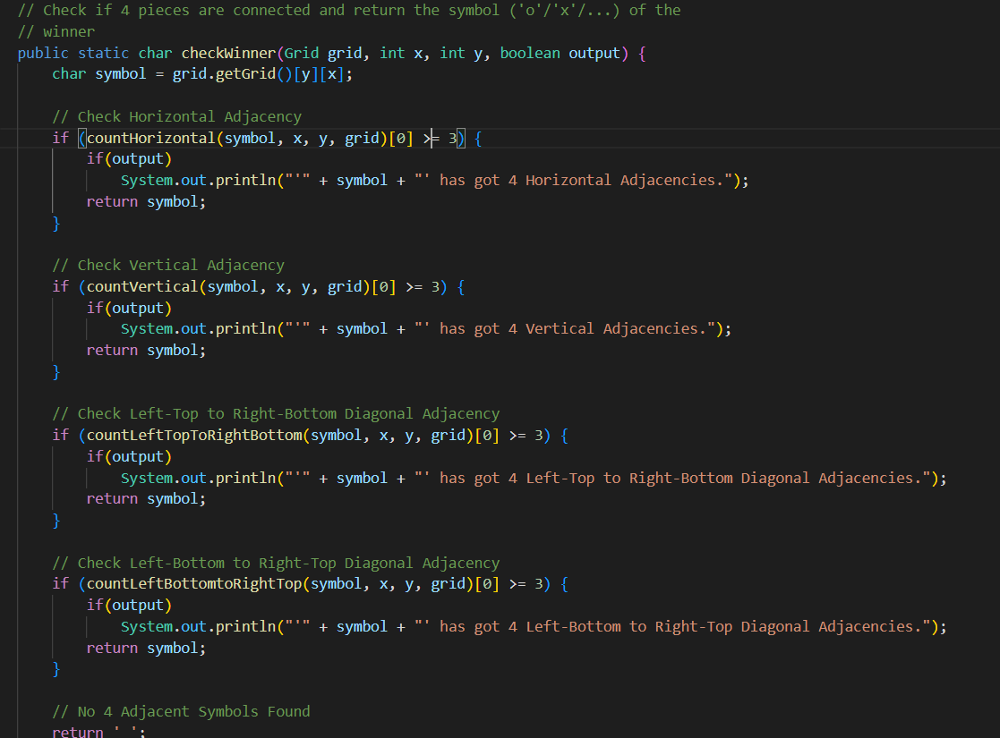 // Check if 4 pieces are connected and return the symbol ('o'/'x'/...) of the
// winner
public static char checkWinner(Grid grid, int x, int y, boolean output) {
    char symbol = grid.getGrid()[y][x];

    // Check Horizontal Adjacency
    if (countHorizontal(symbol, x, y, grid)[0] >= 3) {
        if(output)
            System.out.println("'" + symbol + "' has got 4 Horizontal Adjacencies.");
        return symbol;
    }

    // Check Vertical Adjacency
    if (countVertical(symbol, x, y, grid)[0] >= 3) {
        if(output)
            System.out.println("'" + symbol + "' has got 4 Vertical Adjacencies.");
        return symbol;
    }

    // Check Left-Top to Right-Bottom Diagonal Adjacency
    if (countLeftTopToRightBottom(symbol, x, y, grid)[0] >= 3) {
        if(output)
            System.out.println("'" + symbol + "' has got 4 Left-Top to Right-Bottom Diagonal Adjacencies.");
        return symbol;
    }

    // Check Left-Bottom to Right-Top Diagonal Adjacency
    if (countLeftBottomtoRightTop(symbol, x, y, grid)[0] >= 3) {
        if(output)
            System.out.println("'" + symbol + "' has got 4 Left-Bottom to Right-Top Diagonal Adjacencies.");
        return symbol;
    }

    // No 4 Adjacent Symbols Found
    return ' ';